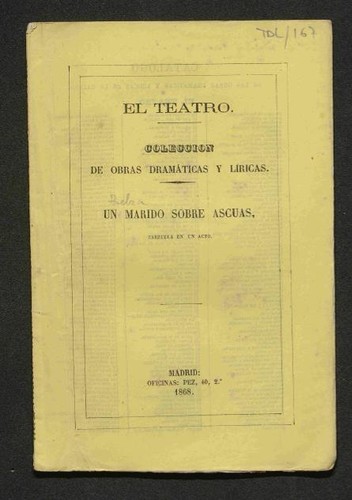 TDL/167
EL TEATRO.
COLECCION
DE OBRAS DRAMÁTICAS Y LÍRICAS.
UN MARIDO SOBRE ASCUAS,
ZARZUELA EN UN ACTO.
MADRID:
OFICINAS: PEZ, 40, 2.º
1868.